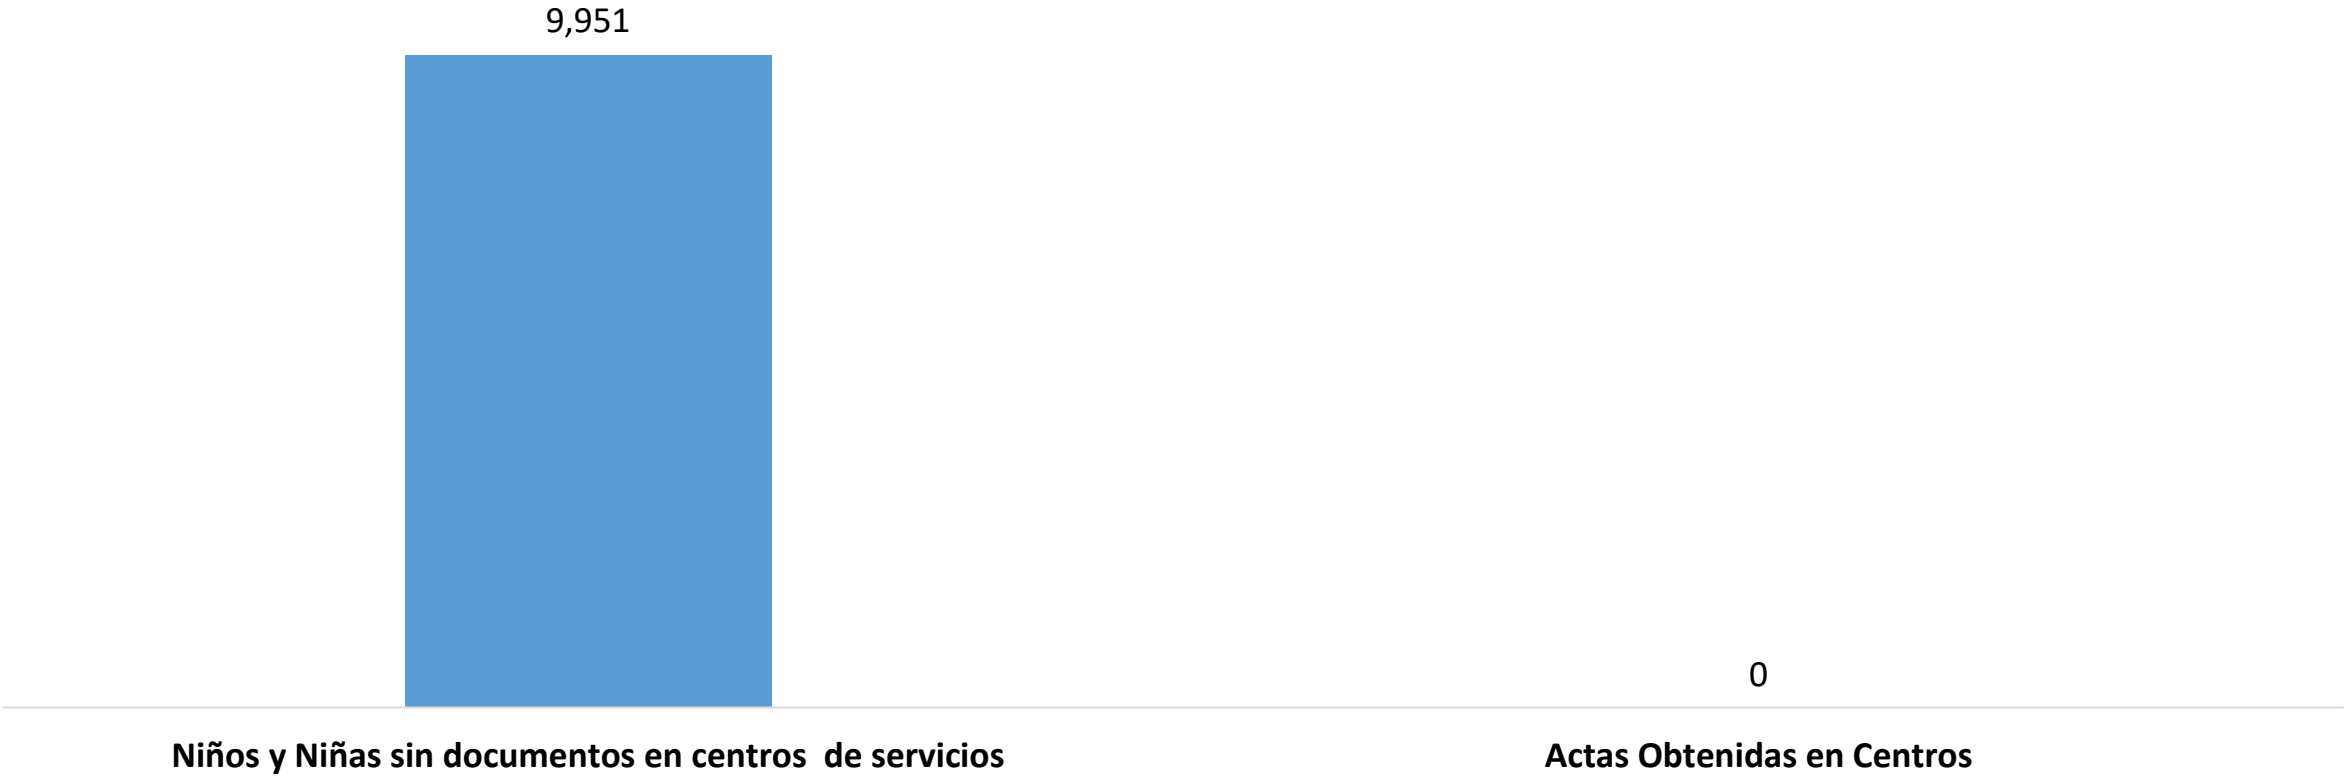 9,951
0
Niños y Niñas sin documentos en centros  de servicios
Actas Obtenidas en Centros